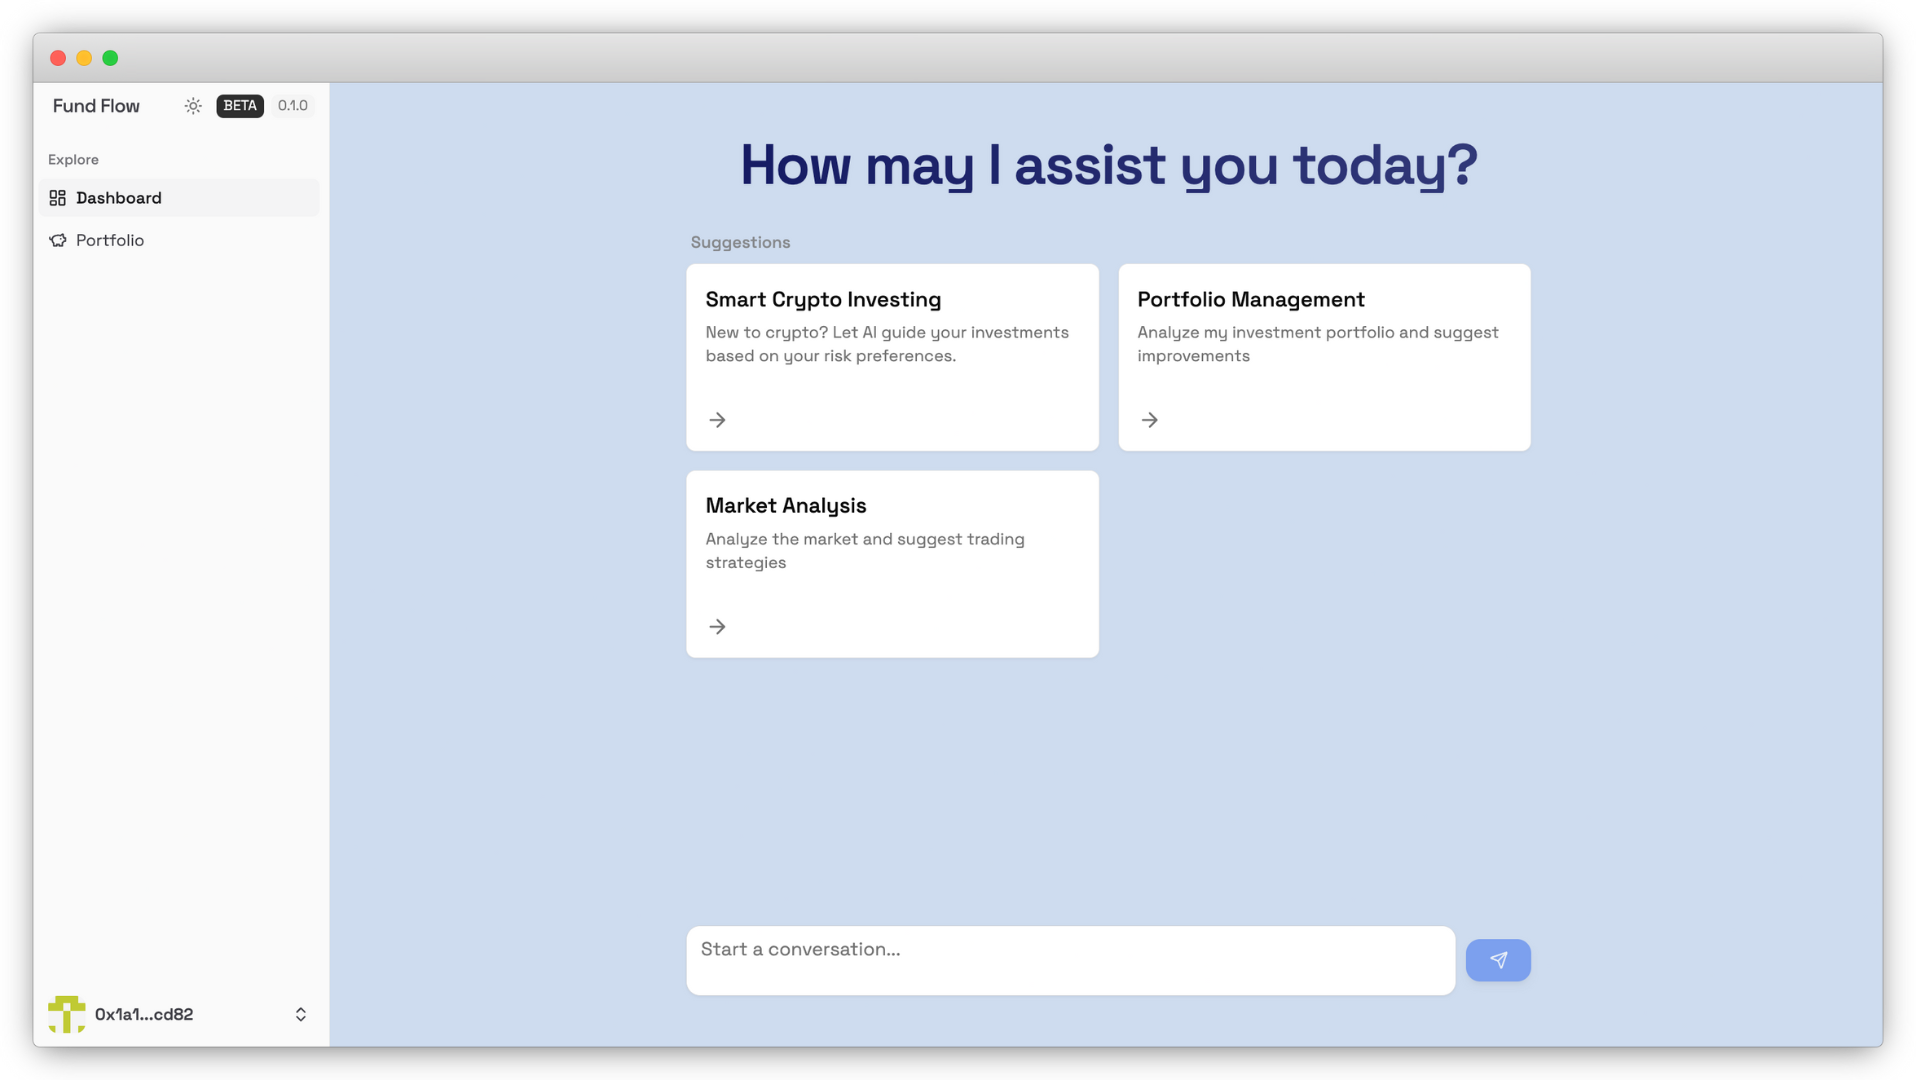 Fund Flow
BETA
0.1.0
Explore
Dashboard
Portfolio
0x1a1...cd82
How may I assist you today?
Suggestions
Smart Crypto Investing
New to crypto? Let AI guide your investments
based on your risk preferences.
Portfolio Management
Analyze my investment portfolio and suggest
improvements
Market Analysis
Analyze the market and suggest trading
strategies
Start a conversation...